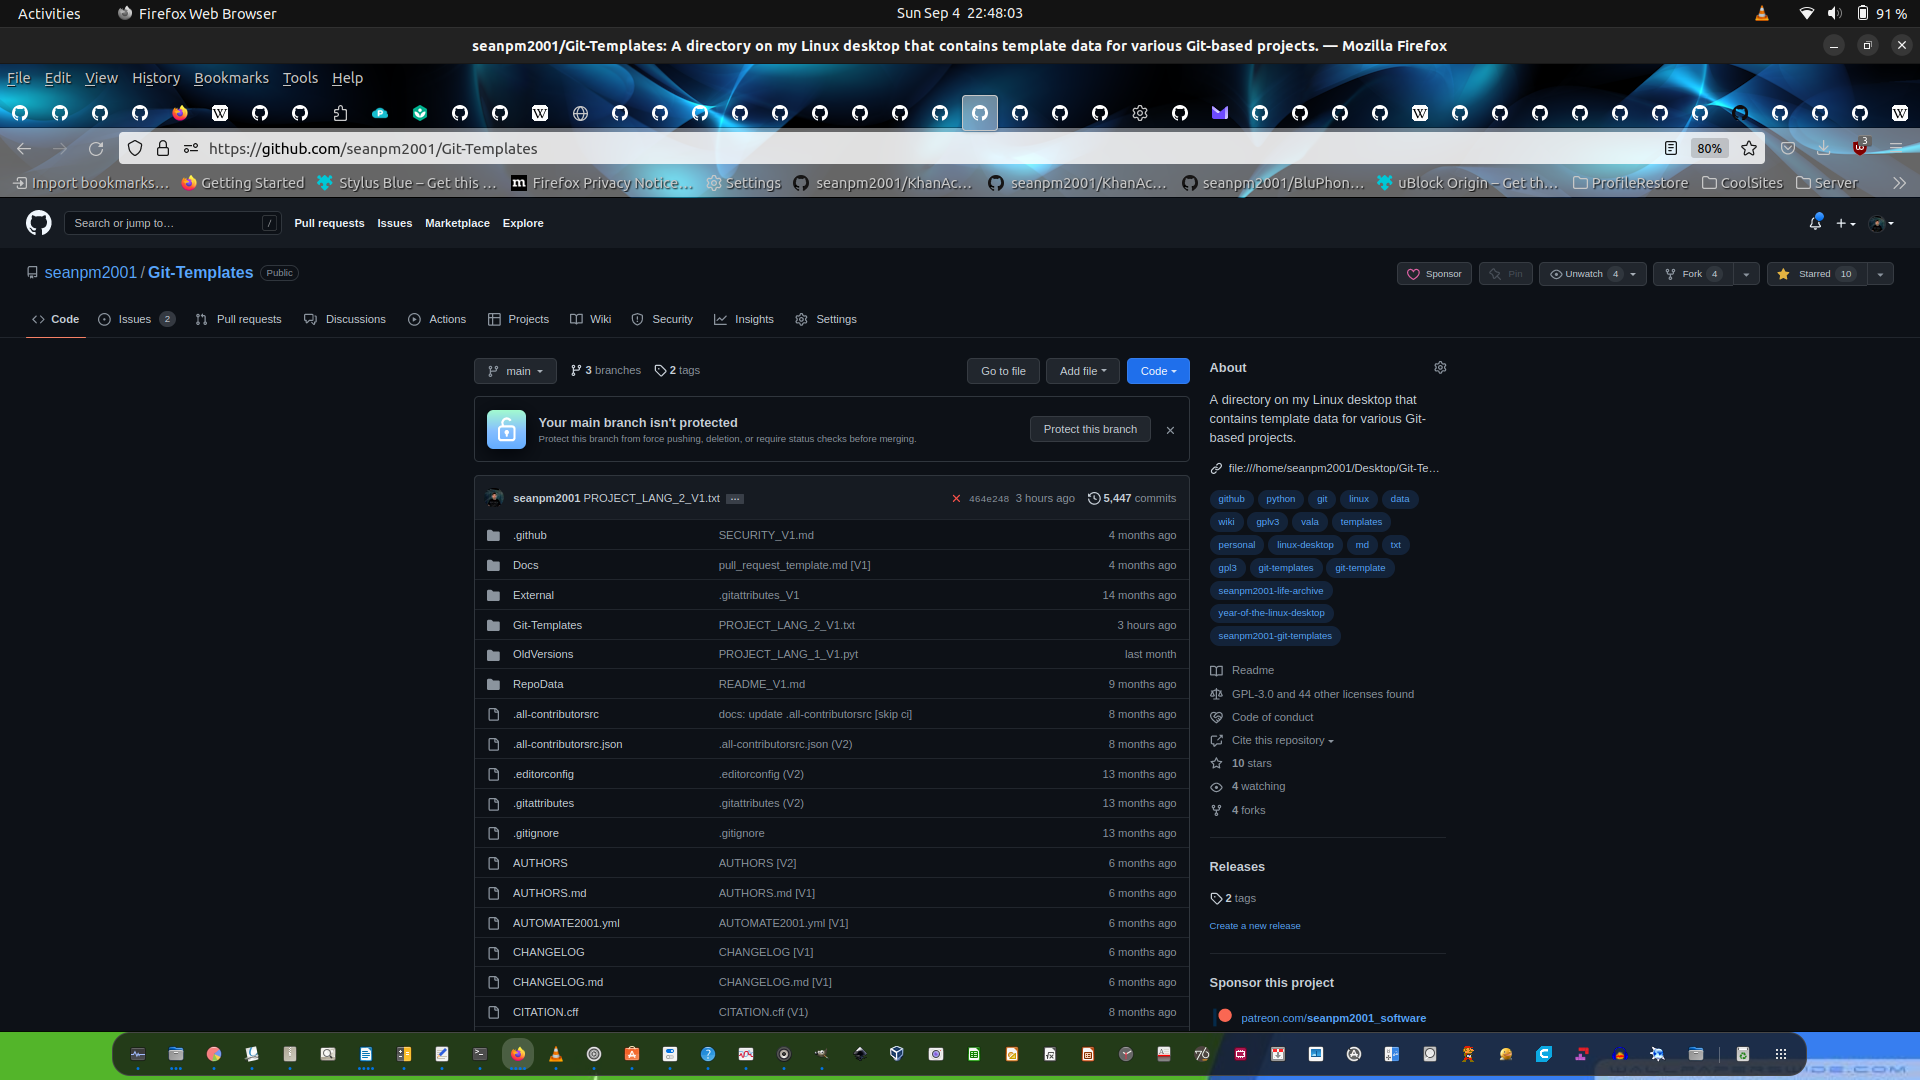 Activities
Firefox Web Browser
Sun Sep 4 22:48:03
91 %
seanpm2001/Git-Templates: A directory on my Linux desktop that contains template data for various Git-based projects. — Mozilla Firefox
File Edit View History Bookmarks Tools Help
https://github.com/seanpm2001/Git-Templates
80%
3
Import bookmarks… Getting Started Stylus Blue – Get this … Firefox Privacy Notice… Settings seanpm2001/KhanAc… seanpm2001/KhanAc… seanpm2001/BluPhon… uBlock Origin – Get th… ProfileRestore CoolSites Server
Search or jump to… /
Pull requests Issues Marketplace Explore
seanpm2001 / Git-Templates Public
Sponsor Pin Unwatch 4 Fork 4 Starred 10
Code Issues 2 Pull requests Discussions Actions Projects Wiki Security Insights Settings
main 3 branches 2 tags Go to file Add file Code
Your main branch isn't protected
Protect this branch from force pushing, deletion, or require status checks before merging.
Protect this branch
seanpm2001 PROJECT_LANG_2_V1.txt ... 464e248 3 hours ago 5,447 commits
.github SECURITY_V1.md 4 months ago
Docs pull_request_template.md [V1] 4 months ago
External .gitattributes_V1 14 months ago
Git-Templates PROJECT_LANG_2_V1.txt 3 hours ago
OldVersions PROJECT_LANG_1_V1.pyt last month
RepoData README_V1.md 9 months ago
.all-contributorsrc docs: update .all-contributorsrc [skip ci] 8 months ago
.all-contributorsrc.json .all-contributorsrc.json (V2) 8 months ago
.editorconfig .editorconfig (V2) 13 months ago
.gitattributes .gitattributes (V2) 13 months ago
.gitignore .gitignore 13 months ago
AUTHORS AUTHORS [V2] 6 months ago
AUTHORS.md AUTHORS.md [V1] 6 months ago
AUTOMATE2001.yml AUTOMATE2001.yml [V1] 6 months ago
CHANGELOG CHANGELOG [V1] 6 months ago
CHANGELOG.md CHANGELOG.md [V1] 6 months ago
CITATION.cff CITATION.cff (V1) 8 months ago
About
A directory on my Linux desktop that
contains template data for various Git-
based projects.
file:///home/seanpm2001/Desktop/Git-Te…
github python git linux data
wiki gplv3 vala templates
personal linux-desktop md txt
gpl3 git-templates git-template
seanpm2001-life-archive
year-of-the-linux-desktop
seanpm2001-git-templates
Readme
GPL-3.0 and 44 other licenses found
Code of conduct
Cite this repository
10 stars
4 watching
4 forks
Releases
2 tags
Create a new release
Sponsor this project
patreon.com/seanpm2001_software
76
WALLPAPERSWIDE.COM